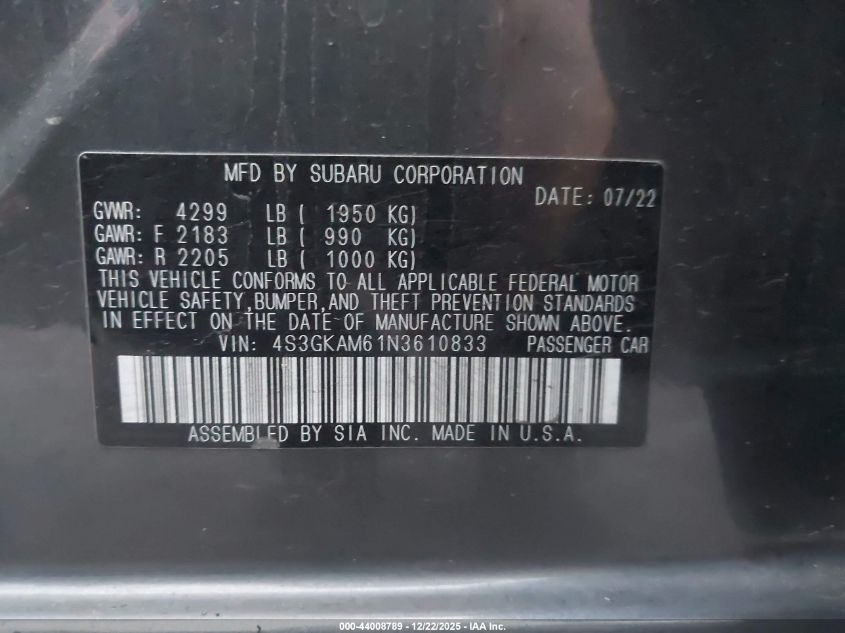 MFD BY SUBARU CORPORATION
DATE: 07/22
GVWR: 4299 LB ( 1950 KG)
GAWR: F 2183 LB ( 990 KG)
GAWR: R 2205 LB ( 1000 KG)
THIS VEHICLE CONFORMS TO ALL APPLICABLE FEDERAL MOTOR
VEHICLE SAFETY, BUMPER, AND THEFT PREVENTION STANDARDS
IN EFFECT ON THE DATE OF MANUFACTURE SHOWN ABOVE.
VIN: 4S3GKAM61N3610833 PASSENGER CAR
ASSEMBLED BY SIA INC. MADE IN U.S.A.
000-44008789 - 12/22/2025 - IAA Inc.